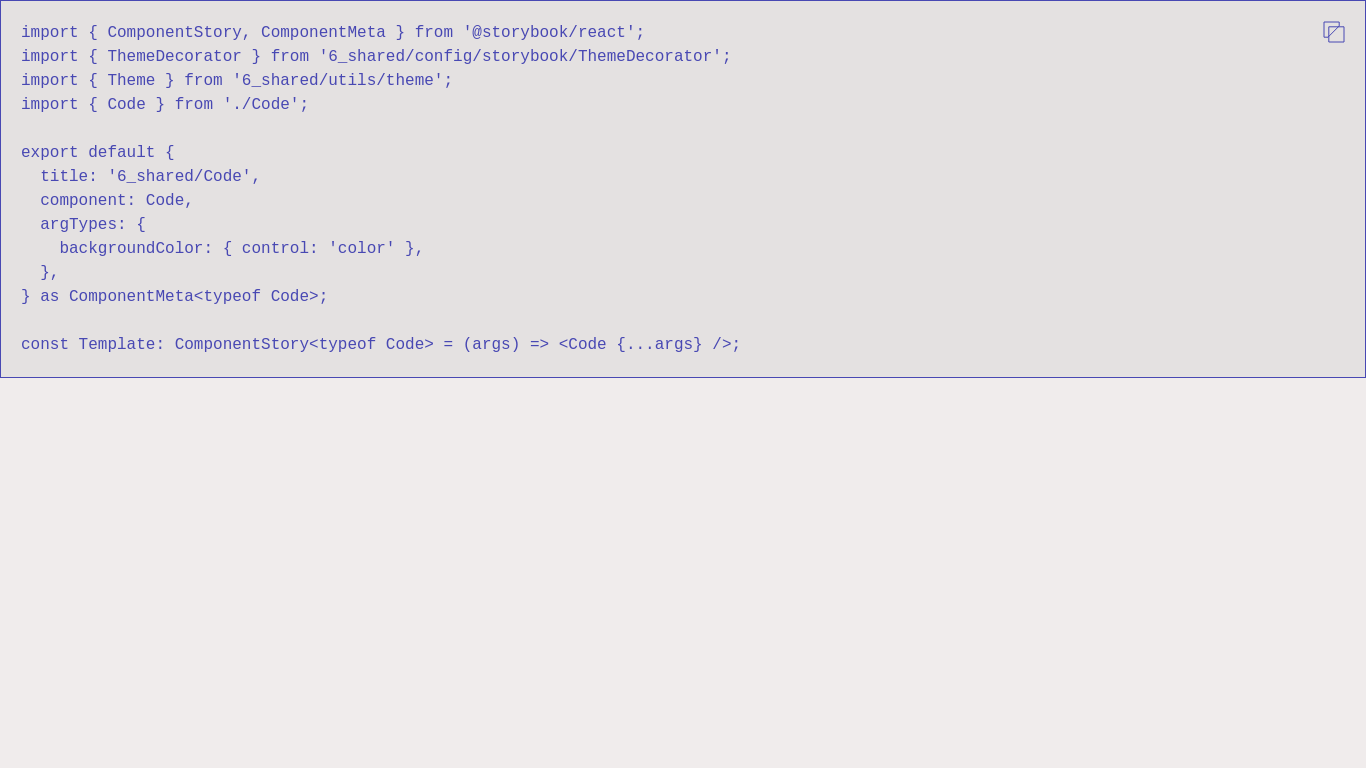 import { ComponentStory, ComponentMeta } from '@storybook/react';
import { ThemeDecorator } from '6_shared/config/storybook/ThemeDecorator';
import { Theme } from '6_shared/utils/theme';
import { Code } from './Code';

export default {
  title: '6_shared/Code',
  component: Code,
  argTypes: {
    backgroundColor: { control: 'color' },
  },
} as ComponentMeta<typeof Code>;

const Template: ComponentStory<typeof Code> = (args) => <Code {...args} />;